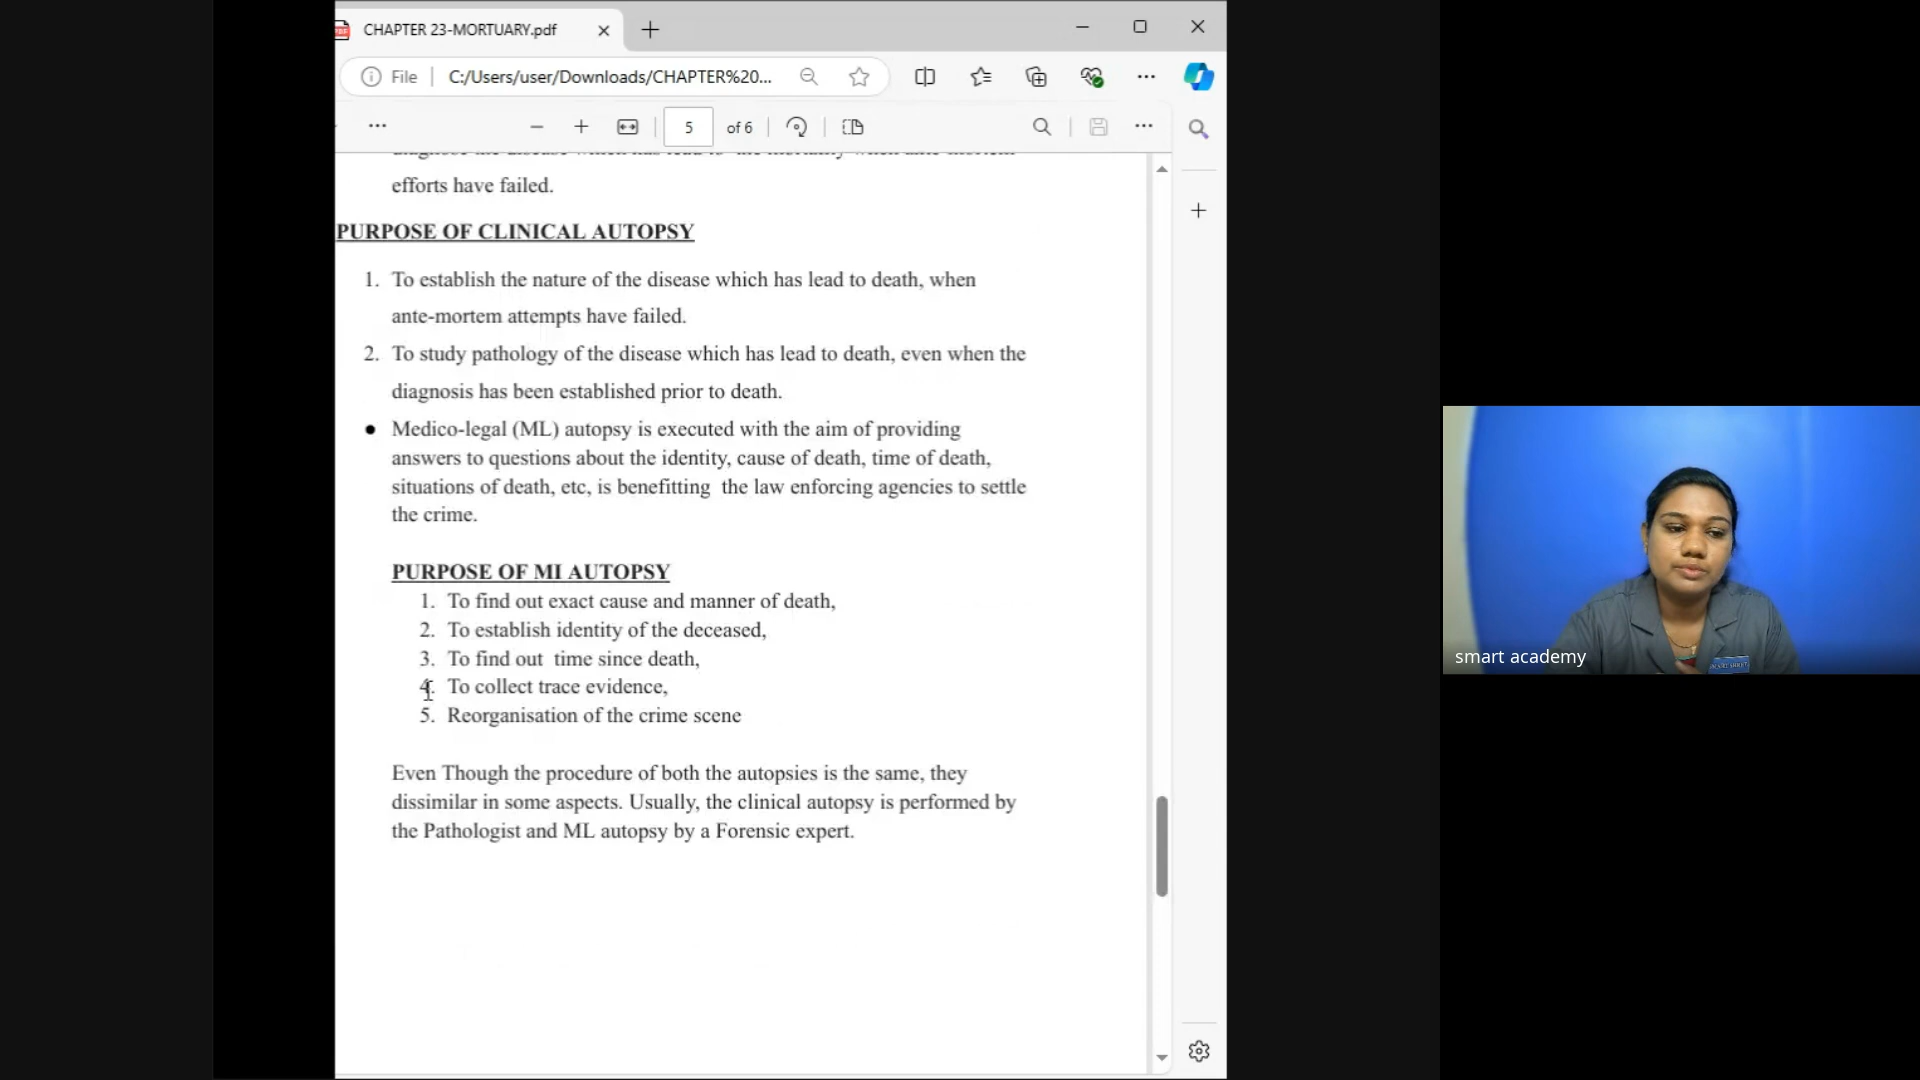 CHAPTER 23-MORTUARY.pdf
File
C:/Users/user/Downloads/CHAPTER%20...
5 of 6
efforts have failed.
PURPOSE OF CLINICAL AUTOPSY
1. To establish the nature of the disease which has lead to death, when
ante-mortem attempts have failed.
2. To study pathology of the disease which has lead to death, even when the
diagnosis has been established prior to death.
● Medico-legal (ML) autopsy is executed with the aim of providing
answers to questions about the identity, cause of death, time of death,
situations of death, etc, is benefitting the law enforcing agencies to settle
the crime.
PURPOSE OF MI AUTOPSY
1. To find out exact cause and manner of death,
2. To establish identity of the deceased,
3. To find out time since death,
4. To collect trace evidence,
5. Reorganisation of the crime scene
Even Though the procedure of both the autopsies is the same, they
dissimilar in some aspects. Usually, the clinical autopsy is performed by
the Pathologist and ML autopsy by a Forensic expert.
smart academy